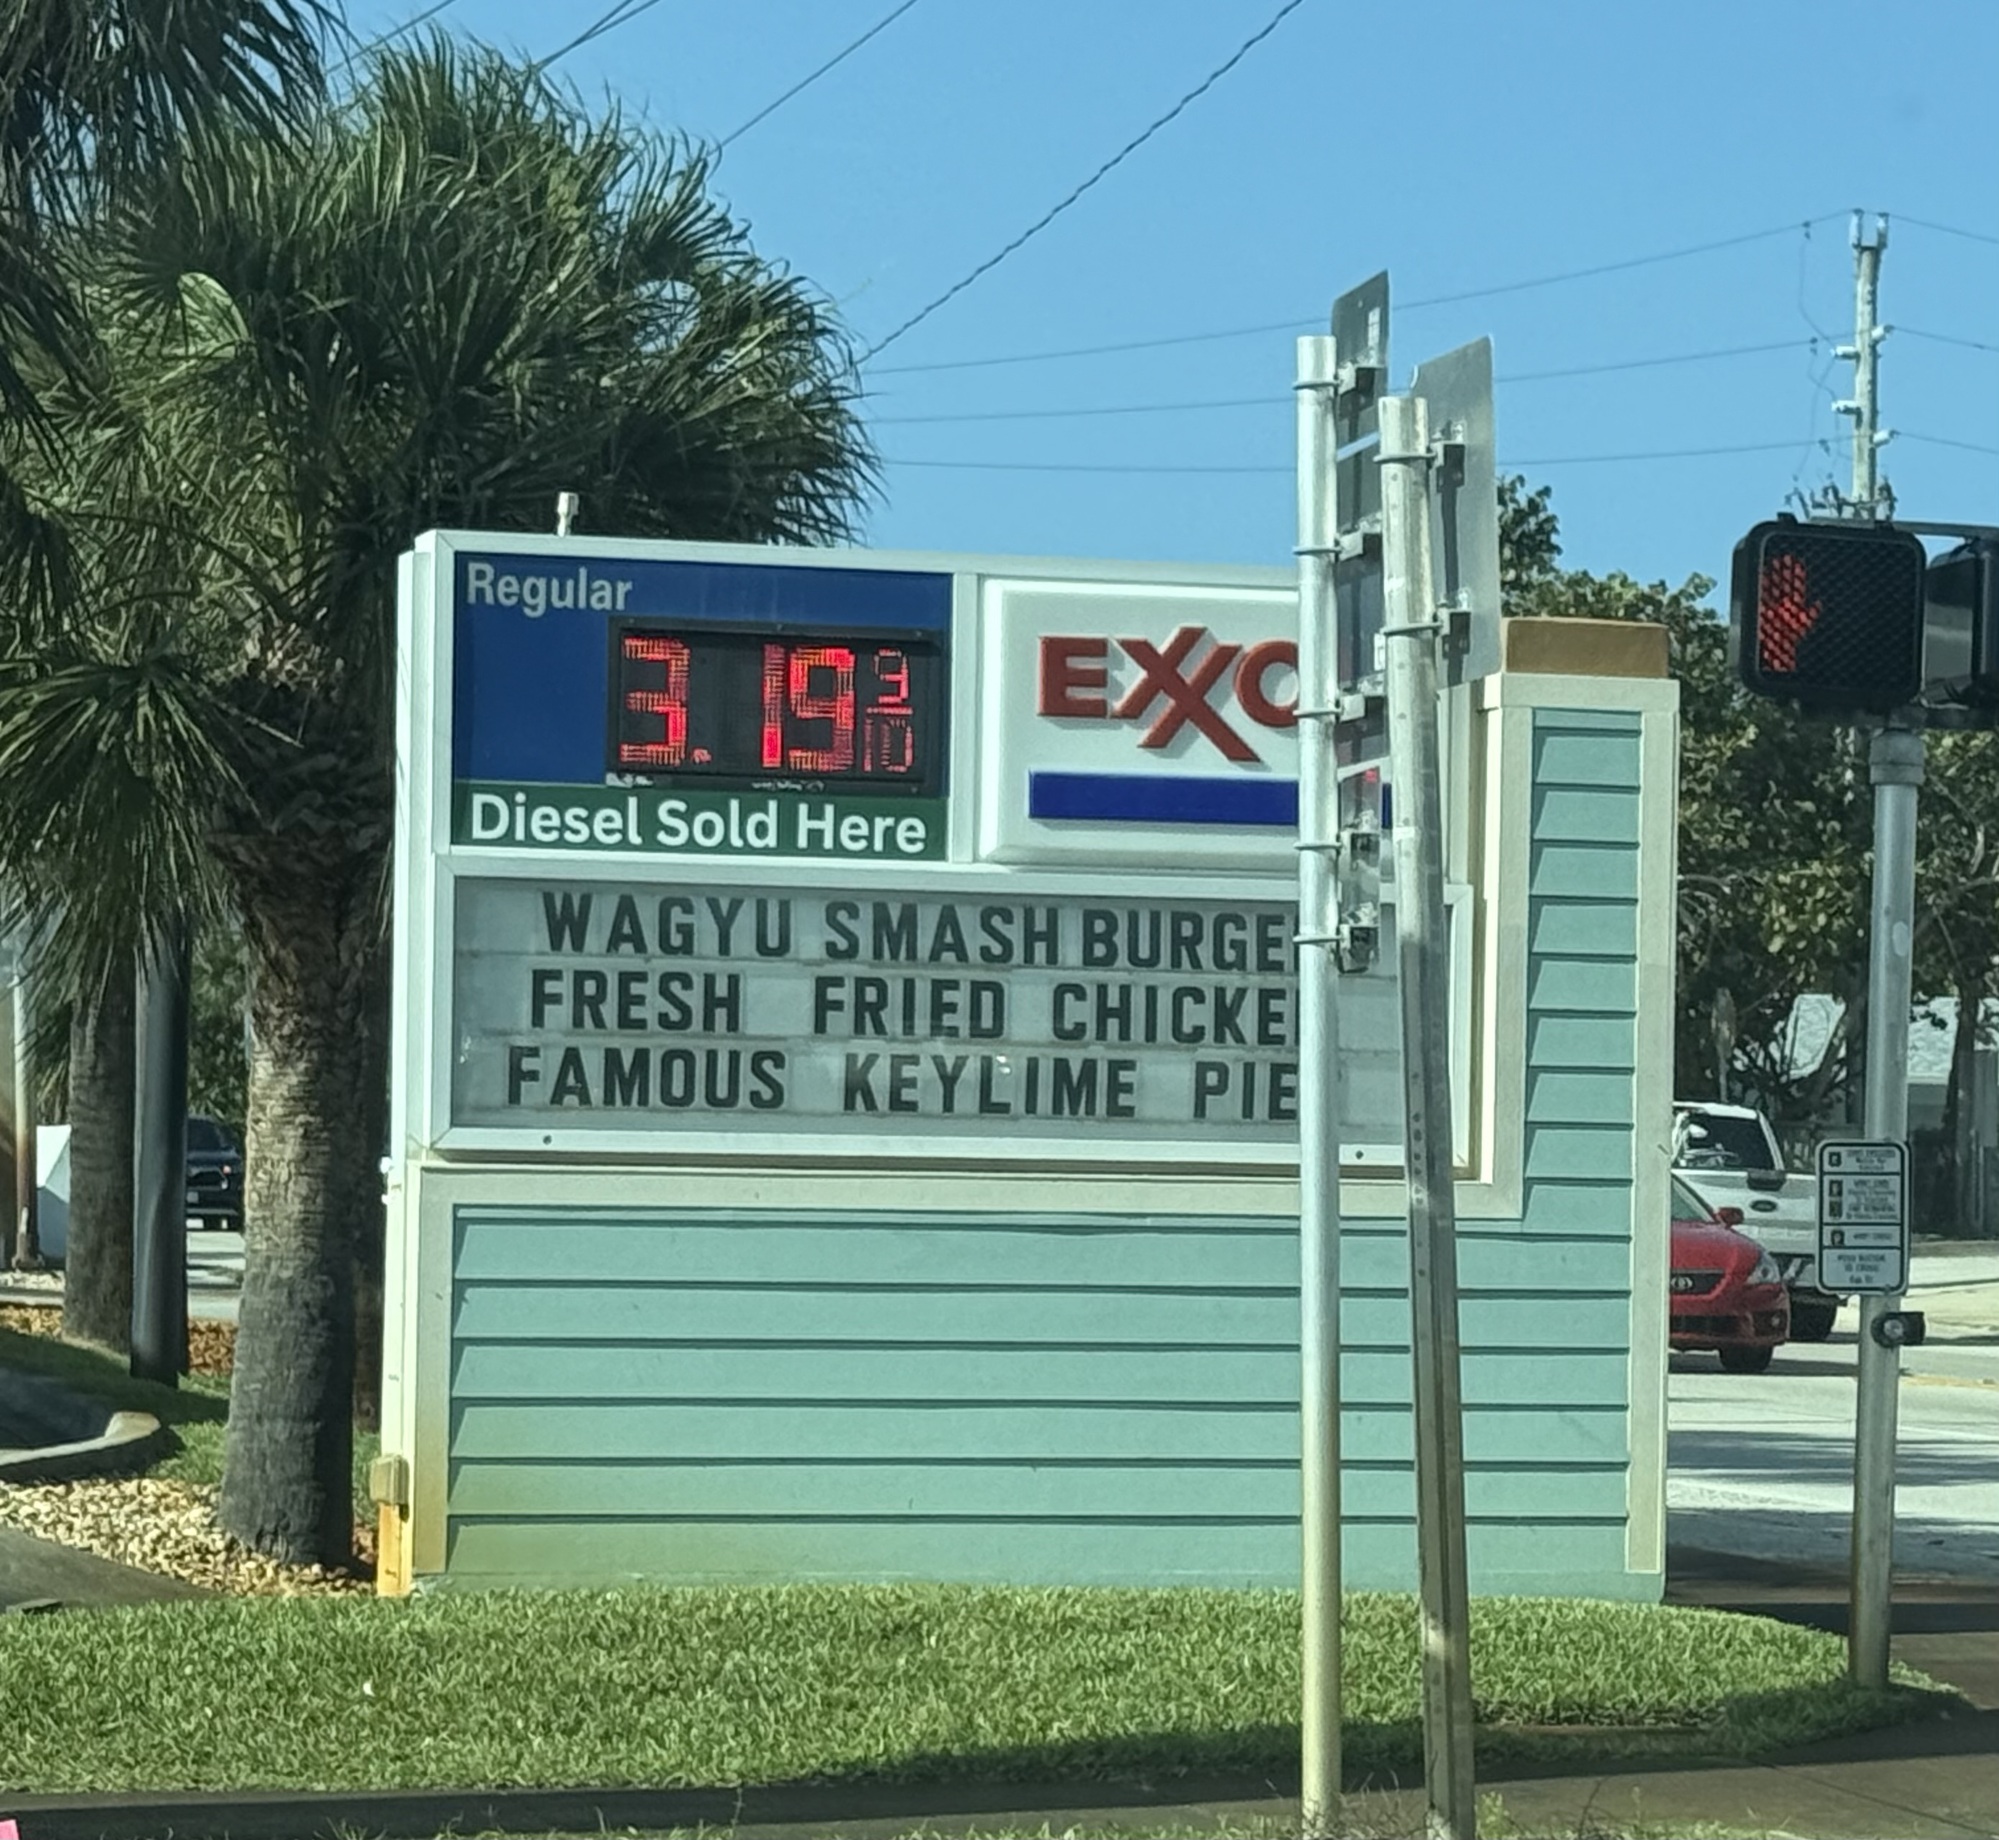 Regular
3.19 9/10
EXXO
Diesel Sold Here
WAGYU SMASH BURGE
FRESH FRIED CHICKE
FAMOUS KEYLIME PIE